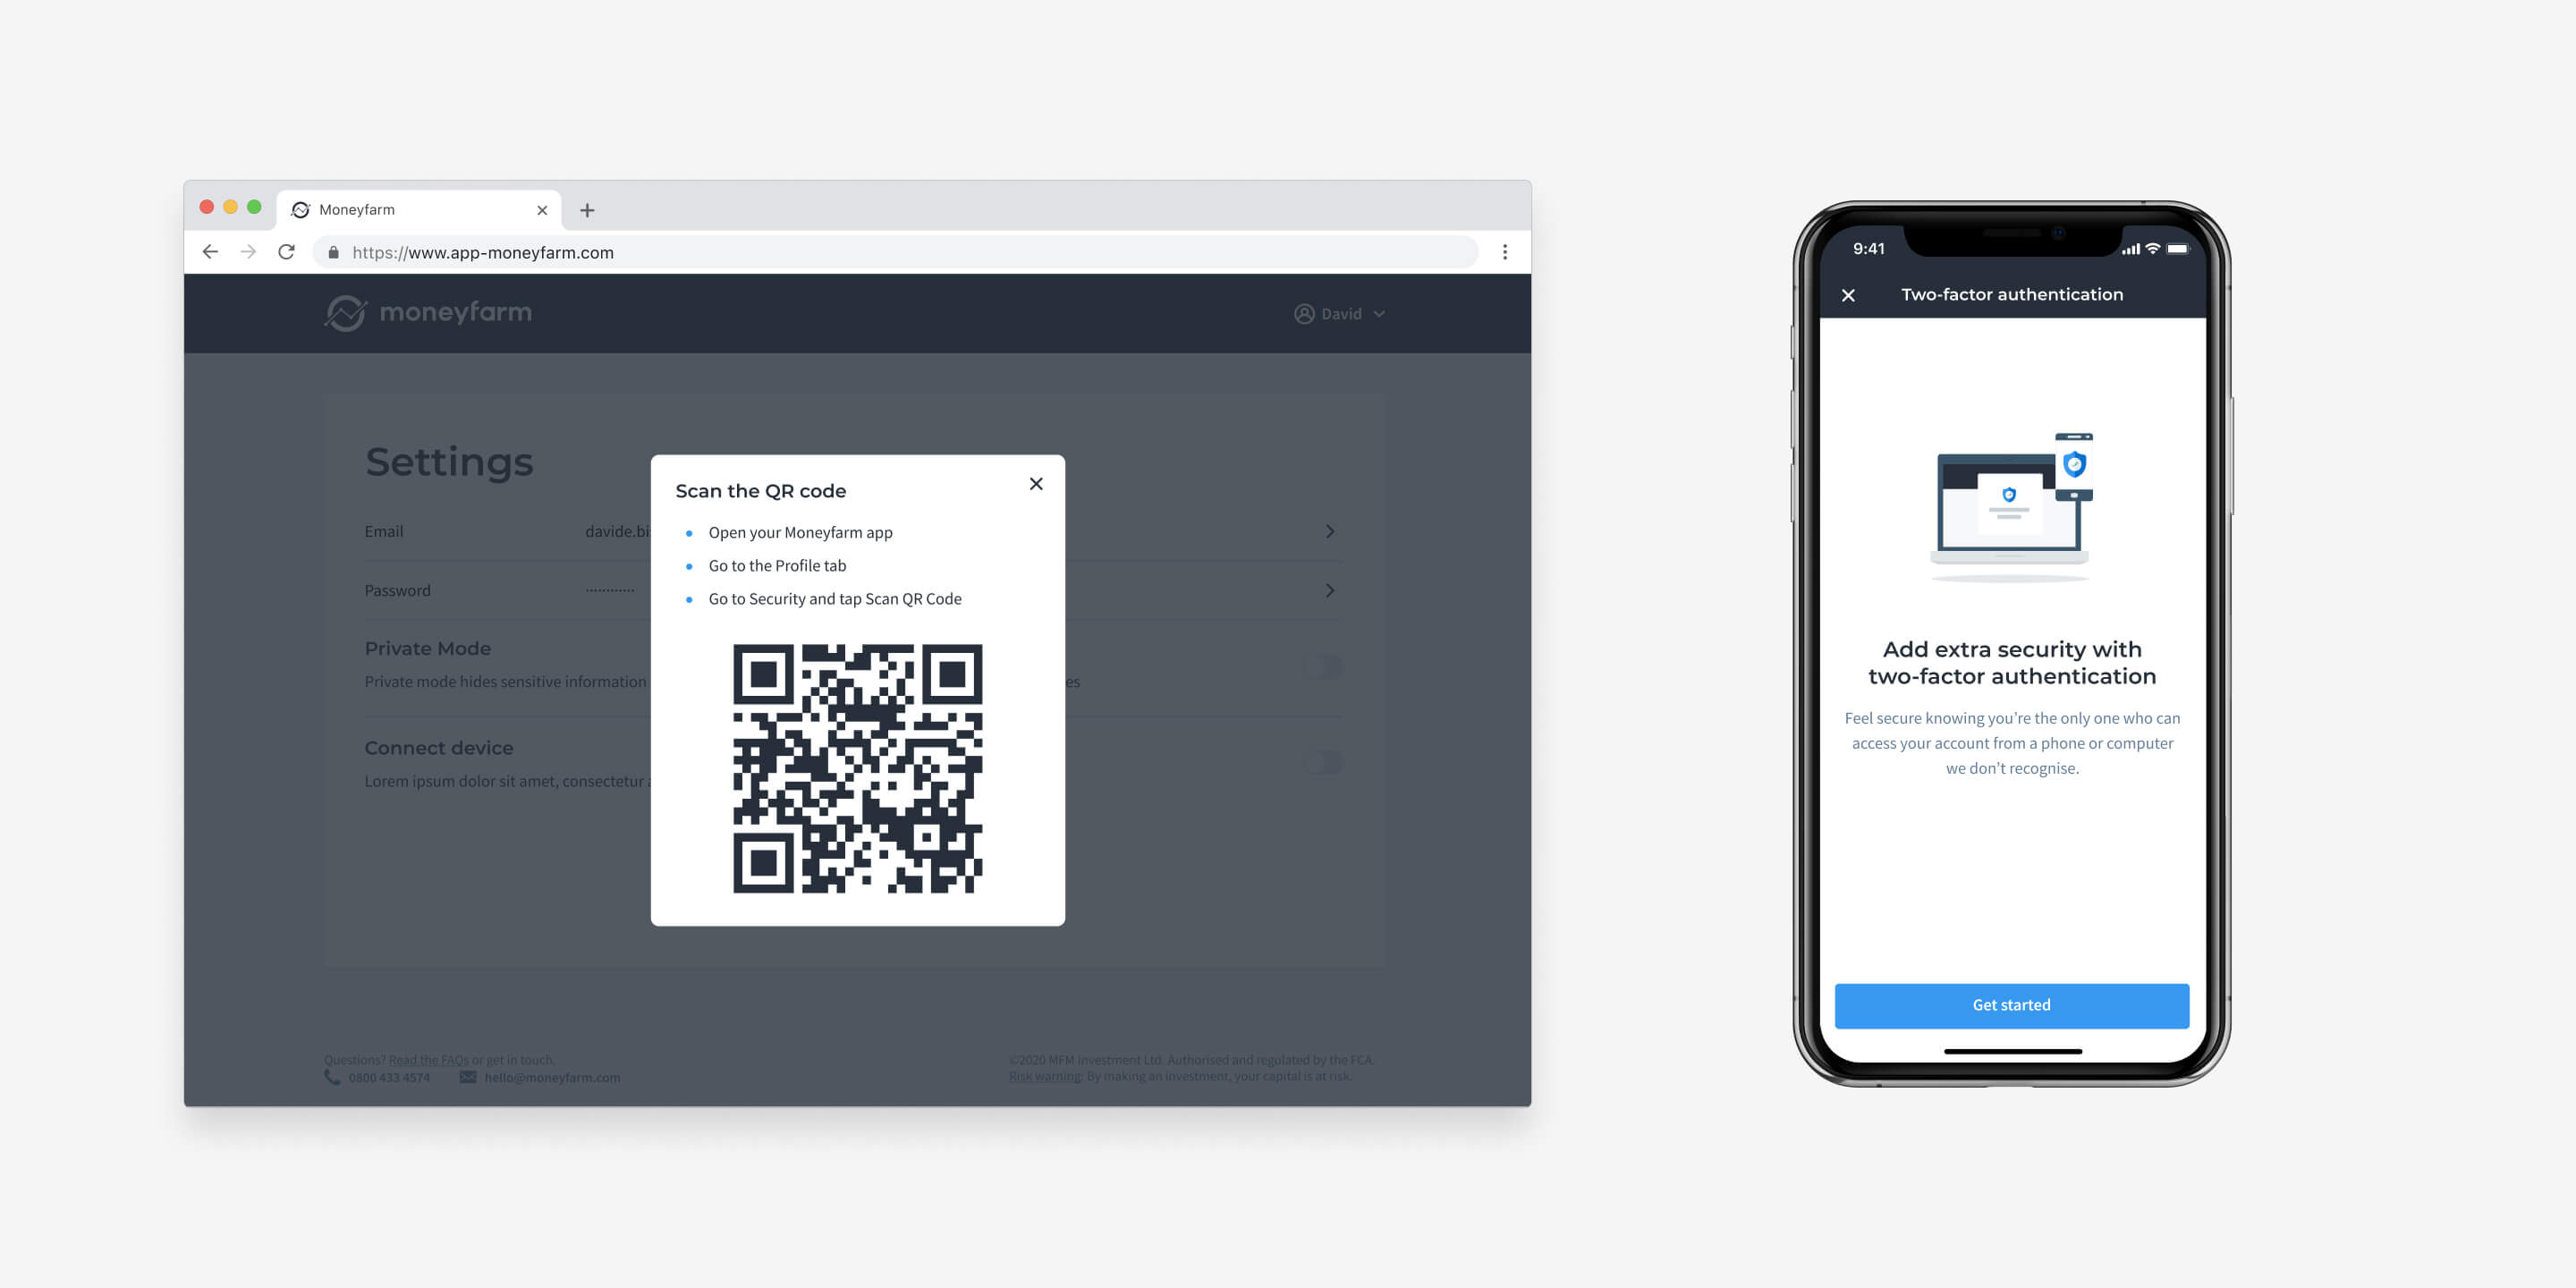 Moneyfarm
https://www.app-moneyfarm.com
moneyfarm
David
Settings
Email
davide.bi
Password
Private Mode
Private mode hides sensitive information
es
Connect device
Lorem ipsum dolor sit amet, consectetur a
Scan the QR code
Open your Moneyfarm app
Go to the Profile tab
Go to Security and tap Scan QR Code
Questions? Read the FAQs or get in touch.
0800 433 4574
hello@moneyfarm.com
©2020 MFM Investment Ltd. Authorised and regulated by the FCA.
Risk warning: By making an investment, your capital is at risk.
9:41
Two-factor authentication
Add extra security with
two-factor authentication
Feel secure knowing you’re the only one who can
access your account from a phone or computer
we don’t recognise.
Get started